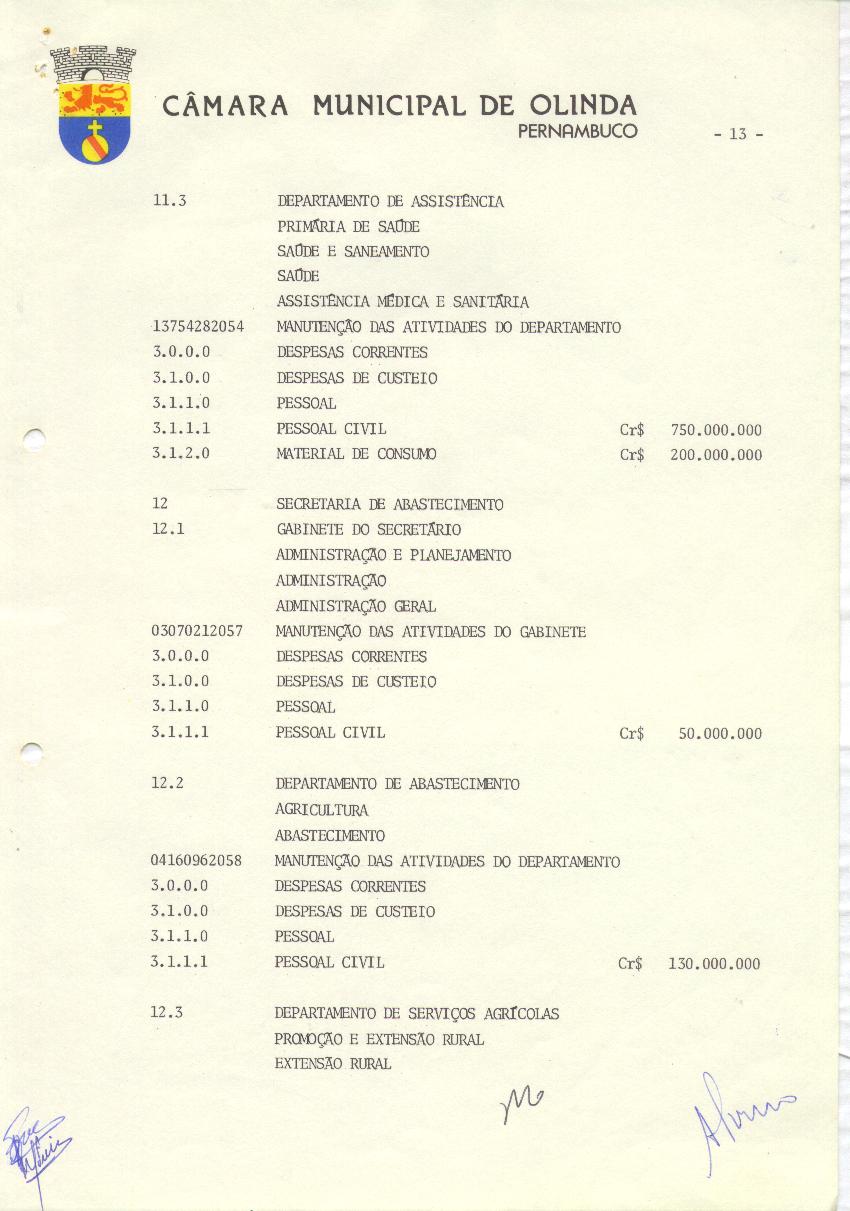 CÂMARA MUNICIPAL DE OLINDA
PERNAMBUCO
- 13 -
11.3 DEPARTAMENTO DE ASSISTÊNCIA
PRIMÁRIA DE SAÚDE
SAÚDE E SANEAMENTO
SAÚDE
ASSISTÊNCIA MÉDICA E SANITÁRIA
13754282054 MANUTENÇÃO DAS ATIVIDADES DO DEPARTAMENTO
3.0.0.0 DESPESAS CORRENTES
3.1.0.0 DESPESAS DE CUSTEIO
3.1.1.0 PESSOAL
3.1.1.1 PESSOAL CIVIL Cr$ 750.000.000
3.1.2.0 MATERIAL DE CONSUMO Cr$ 200.000.000
12 SECRETARIA DE ABASTECIMENTO
12.1 GABINETE DO SECRETÁRIO
ADMINISTRAÇÃO E PLANEJAMENTO
ADMINISTRAÇÃO
ADMINISTRAÇÃO GERAL
03070212057 MANUTENÇÃO DAS ATIVIDADES DO GABINETE
3.0.0.0 DESPESAS CORRENTES
3.1.0.0 DESPESAS DE CUSTEIO
3.1.1.0 PESSOAL
3.1.1.1 PESSOAL CIVIL Cr$ 50.000.000
12.2 DEPARTAMENTO DE ABASTECIMENTO
AGRICULTURA
ABASTECIMENTO
04160962058 MANUTENÇÃO DAS ATIVIDADES DO DEPARTAMENTO
3.0.0.0 DESPESAS CORRENTES
3.1.0.0 DESPESAS DE CUSTEIO
3.1.1.0 PESSOAL
3.1.1.1 PESSOAL CIVIL Cr$ 130.000.000
12.3 DEPARTAMENTO DE SERVIÇOS AGRÍCOLAS
PROMOÇÃO E EXTENSÃO RURAL
EXTENSÃO RURAL